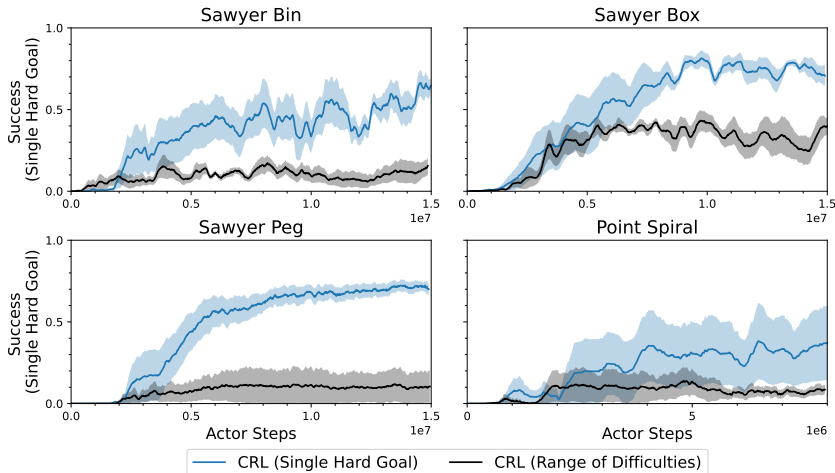 Sawyer Bin
Sawyer Box
Success
(Single Hard Goal)
1.0
0.5
0.0
0.0 0.5 1.0 1.5
1e7
0.0 0.5 1.0 1.5
1e7
Sawyer Peg
Point Spiral
Success
(Single Hard Goal)
1.0
0.5
0.0
0.0 0.5 1.0 1.5
1e7
Actor Steps
0 5 1e6
Actor Steps
CRL (Single Hard Goal) CRL (Range of Difficulties)